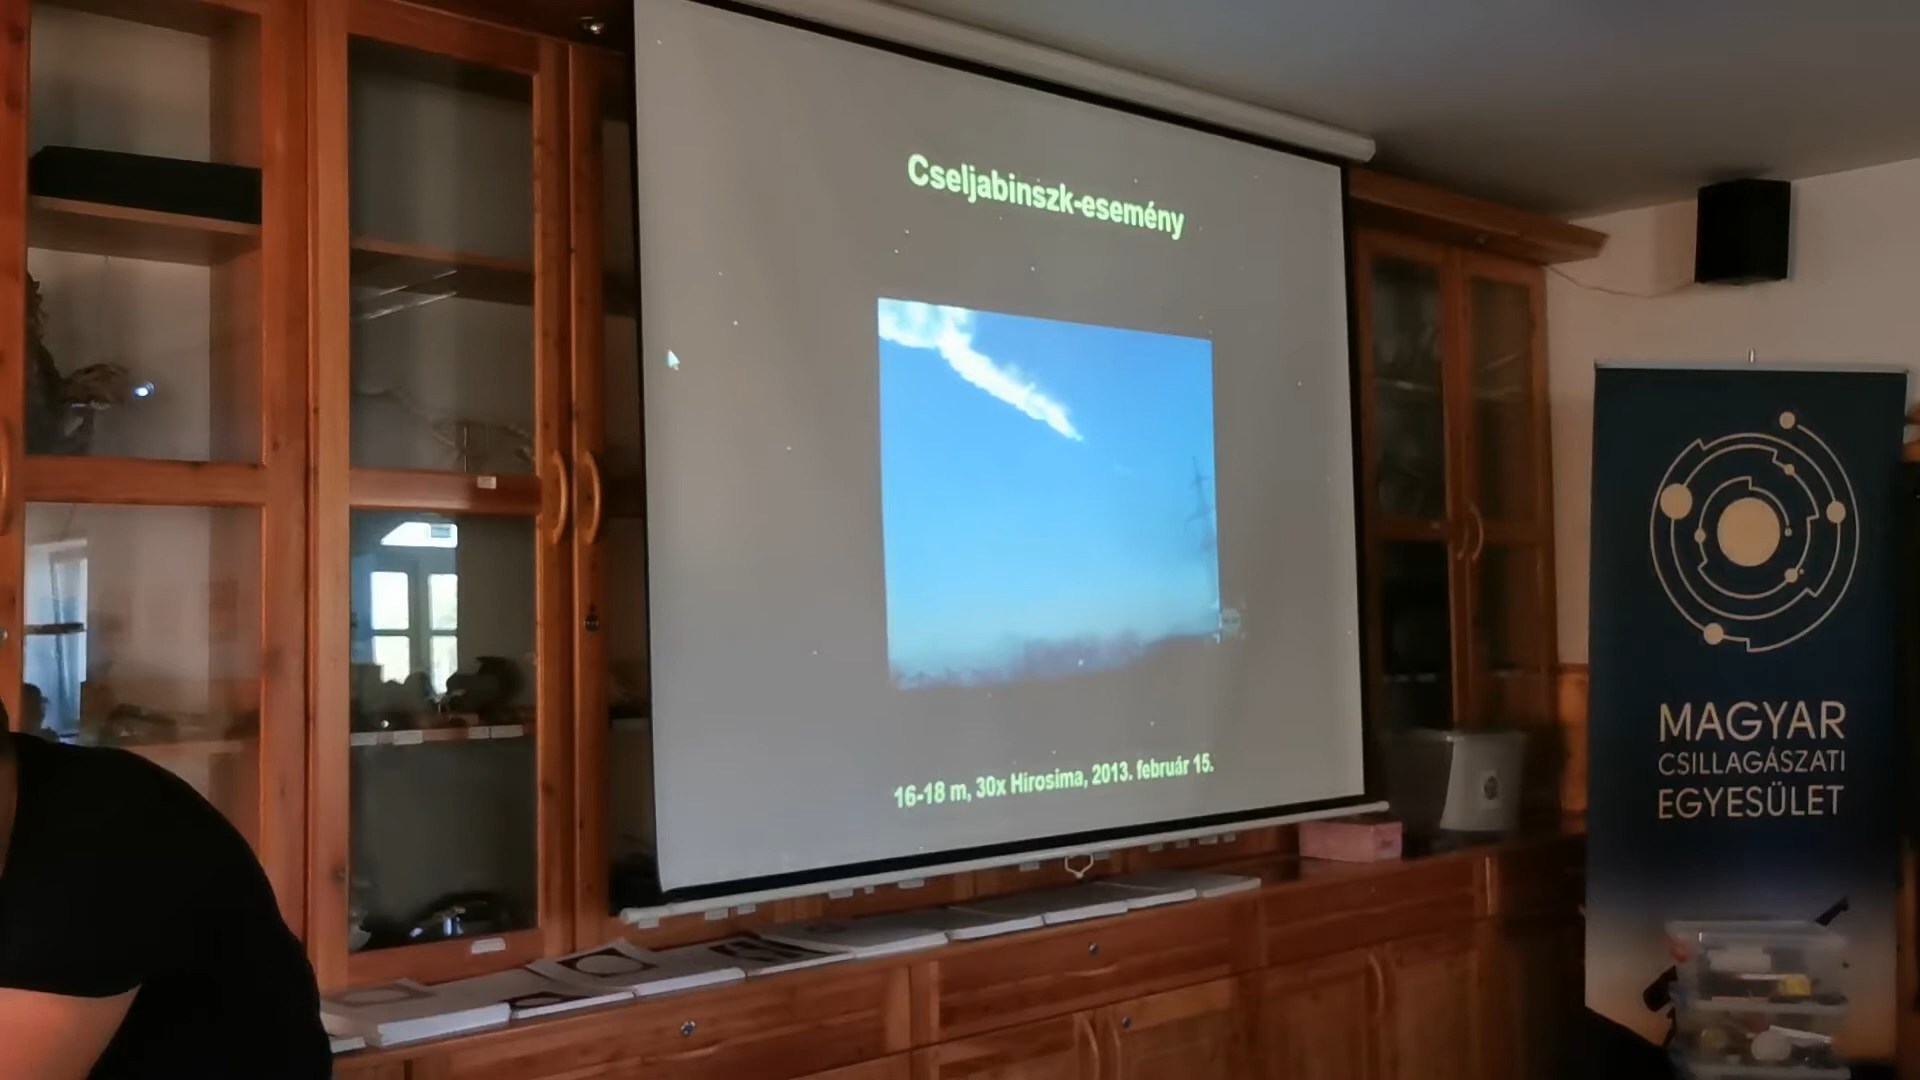 Cseljabinszk-esemény
16-18 m, 30x Hirosima, 2013. február 15.
MAGYAR
CSILLAGÁSZATI
EGYESÜLET